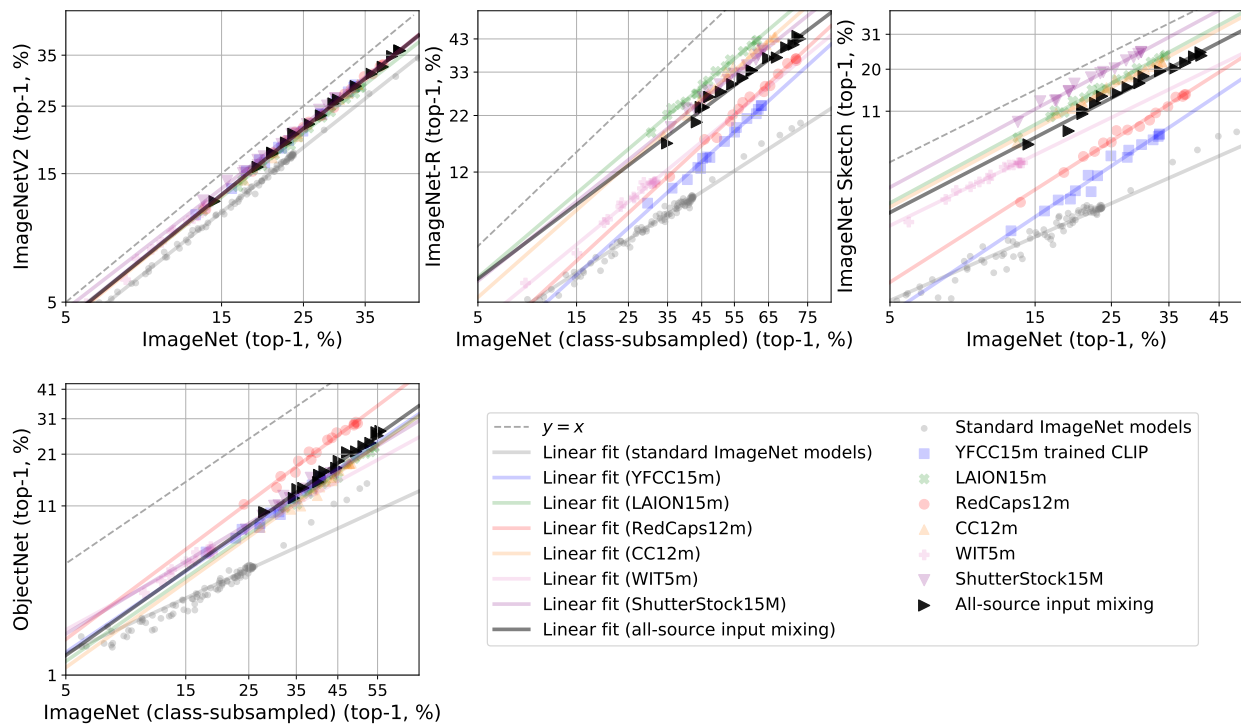 35
25
15
5
ImageNetV2 (top-1, %)
5
15
25
35
ImageNet (top-1, %)
43
33
22
12
ImageNet-R (top-1, %)
5
15
25
35
45
55
65
75
ImageNet (class-subsampled) (top-1, %)
31
20
11
ImageNet Sketch (top-1, %)
5
15
25
35
45
ImageNet (top-1, %)
41
31
21
11
1
ObjectNet (top-1, %)
5
15
25
35
45
55
ImageNet (class-subsampled) (top-1, %)
y = x
Linear fit (standard ImageNet models)
Linear fit (YFCC15m)
Linear fit (LAION15m)
Linear fit (RedCaps12m)
Linear fit (CC12m)
Linear fit (WIT5m)
Linear fit (ShutterStock15M)
Linear fit (all-source input mixing)
Standard ImageNet models
YFCC15m trained CLIP
LAION15m
RedCaps12m
CC12m
WIT5m
ShutterStock15M
All-source input mixing